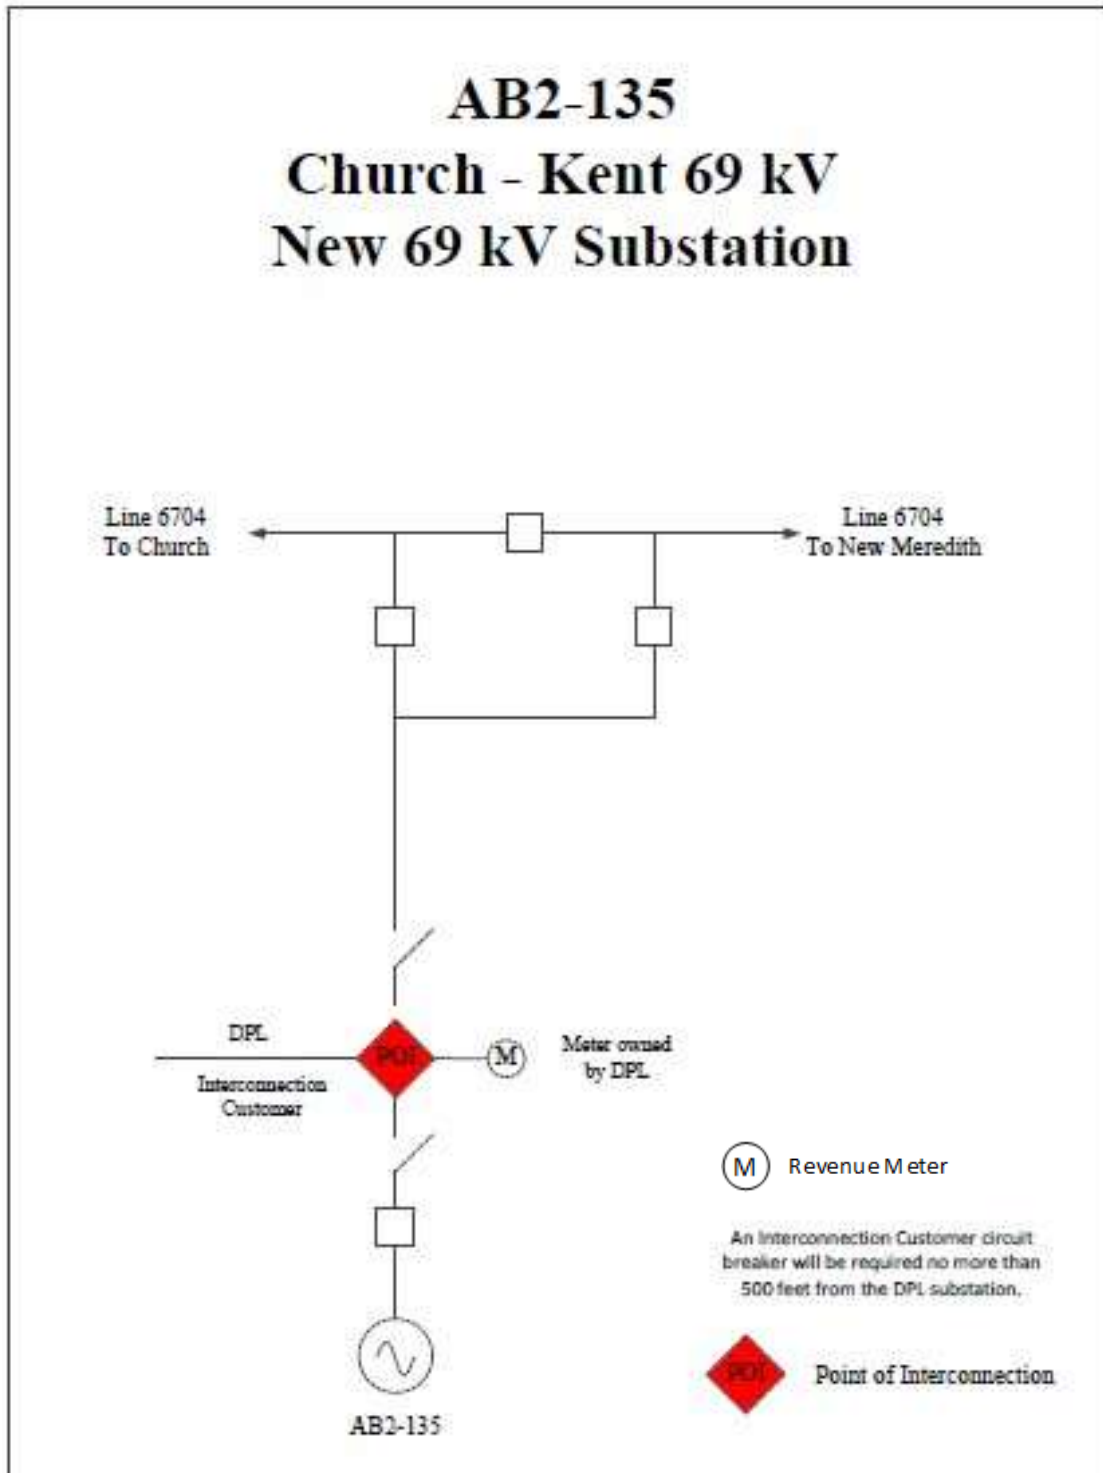 AB2-135
Church - Kent 69 kV
New 69 kV Substation
Line 6704
To Church
Line 6704
To New Meredith
DPL
POI
M
Meter owned
by DPL
Interconnection
Customer
M
Revenue Meter
An Interconnection Customer circuit
breaker will be required no more than
500 feet from the DPL substation.
POI
Point of Interconnection
AB2-135